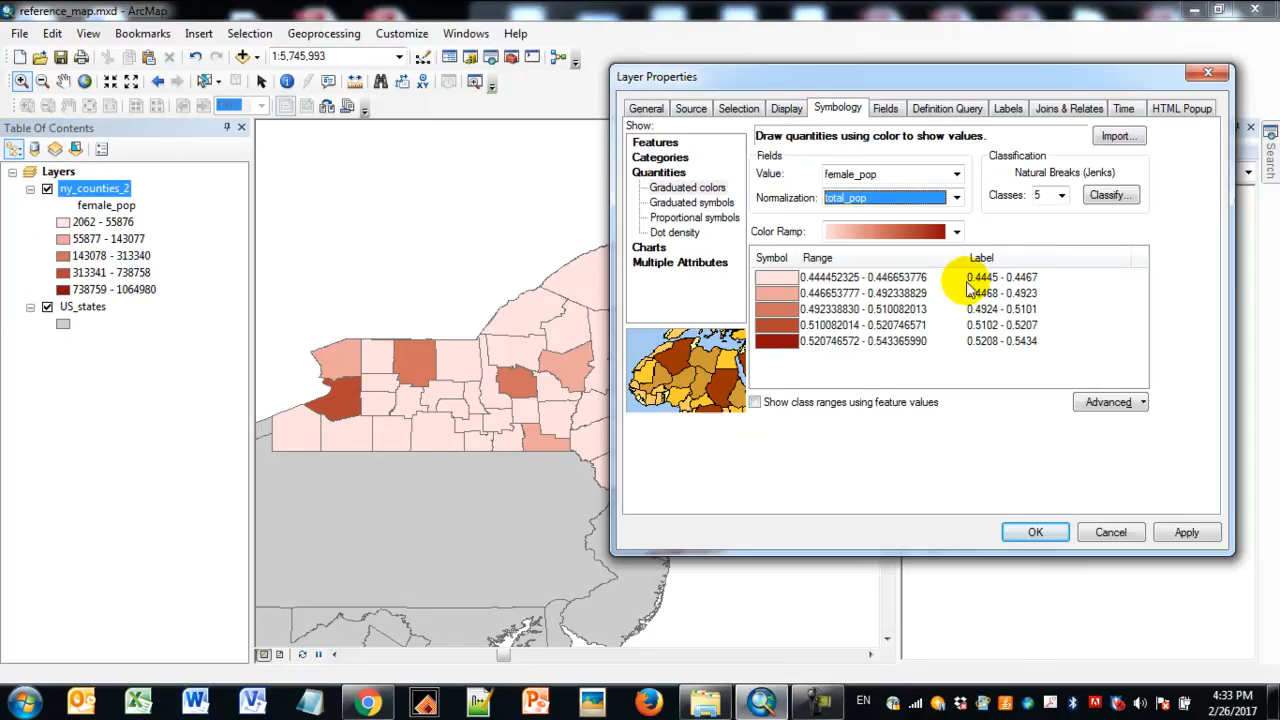 reference_map.mxd - ArcMap
File Edit View Bookmarks Insert Selection Geoprocessing Customize Windows Help
1:5,745,993
Table Of Contents
Layers
ny_counties_2
female_pop
2062 - 55876
55877 - 143077
143078 - 313340
313341 - 738758
738759 - 1064980
US_states
Layer Properties
General Source Selection Display Symbology Fields Definition Query Labels Joins & Relates Time HTML Popup
Show:
Features
Categories
Quantities
Graduated colors
Graduated symbols
Proportional symbols
Dot density
Charts
Multiple Attributes
Draw quantities using color to show values.
Import...
Fields
Value: female_pop
Normalization: total_pop
Classification
Natural Breaks (Jenks)
Classes: 5 Classify...
Color Ramp:
Symbol Range Label
0.444452325 - 0.446653776 0.4445 - 0.4467
0.446653777 - 0.492338829 0.4468 - 0.4923
0.492338830 - 0.510082013 0.4924 - 0.5101
0.510082014 - 0.520746571 0.5102 - 0.5207
0.520746572 - 0.543365990 0.5208 - 0.5434
Show class ranges using feature values
Advanced
OK Cancel Apply
Search
EN
4:33 PM
2/26/2017